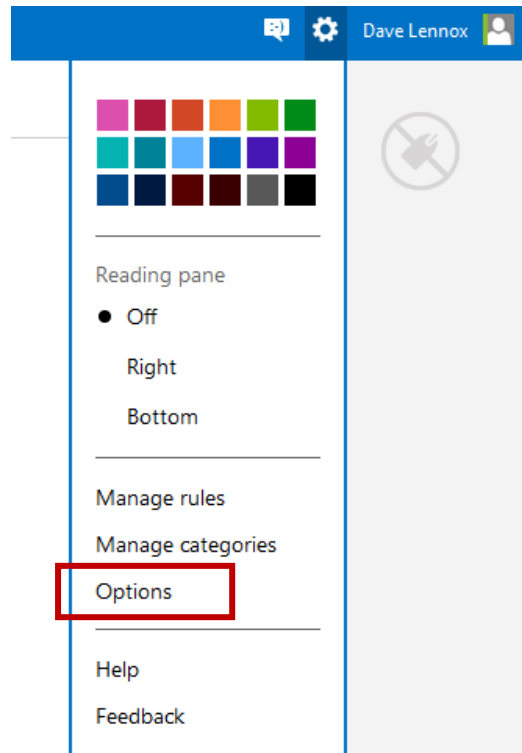 Dave Lennox
Reading pane
Off
Right
Bottom
Manage rules
Manage categories
Options
Help
Feedback